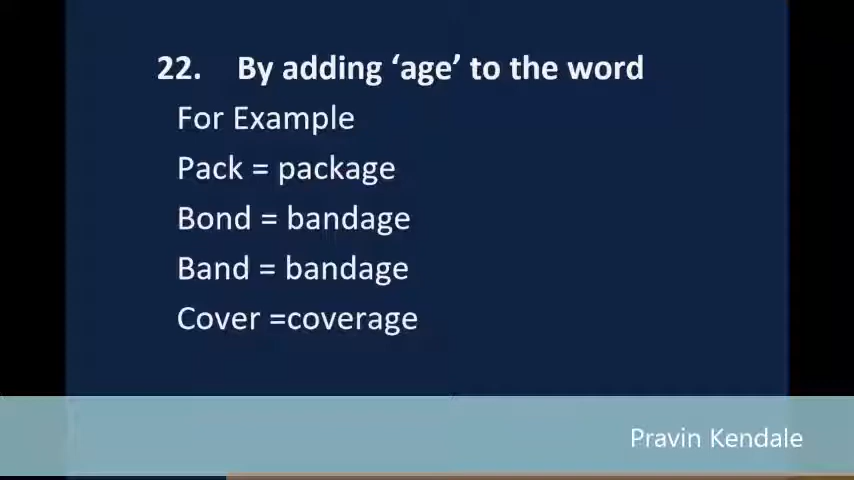 22. By adding ‘age’ to the word
For Example
Pack = package
Bond = bandage
Band = bandage
Cover =coverage
Pravin Kendale